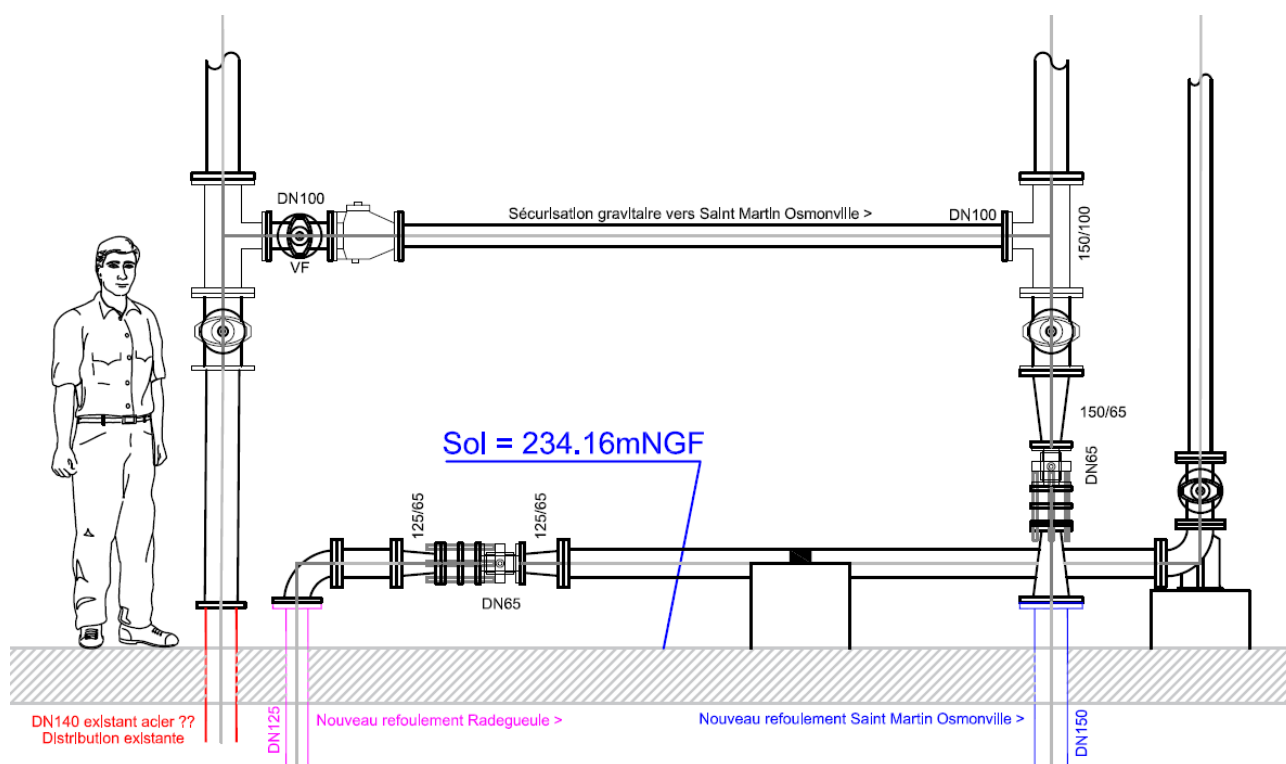 DN100
VF
Sécurisation gravitaire vers Saint Martin Osmonville >
DN100
150/100
150/65
DN65
Sol = 234.16mNGF
125/65
125/65
DN65
DN140 existant acier ??
Distribution existante
DN125
Nouveau refoulement Radegueule >
Nouveau refoulement Saint Martin Osmonville >
DN150